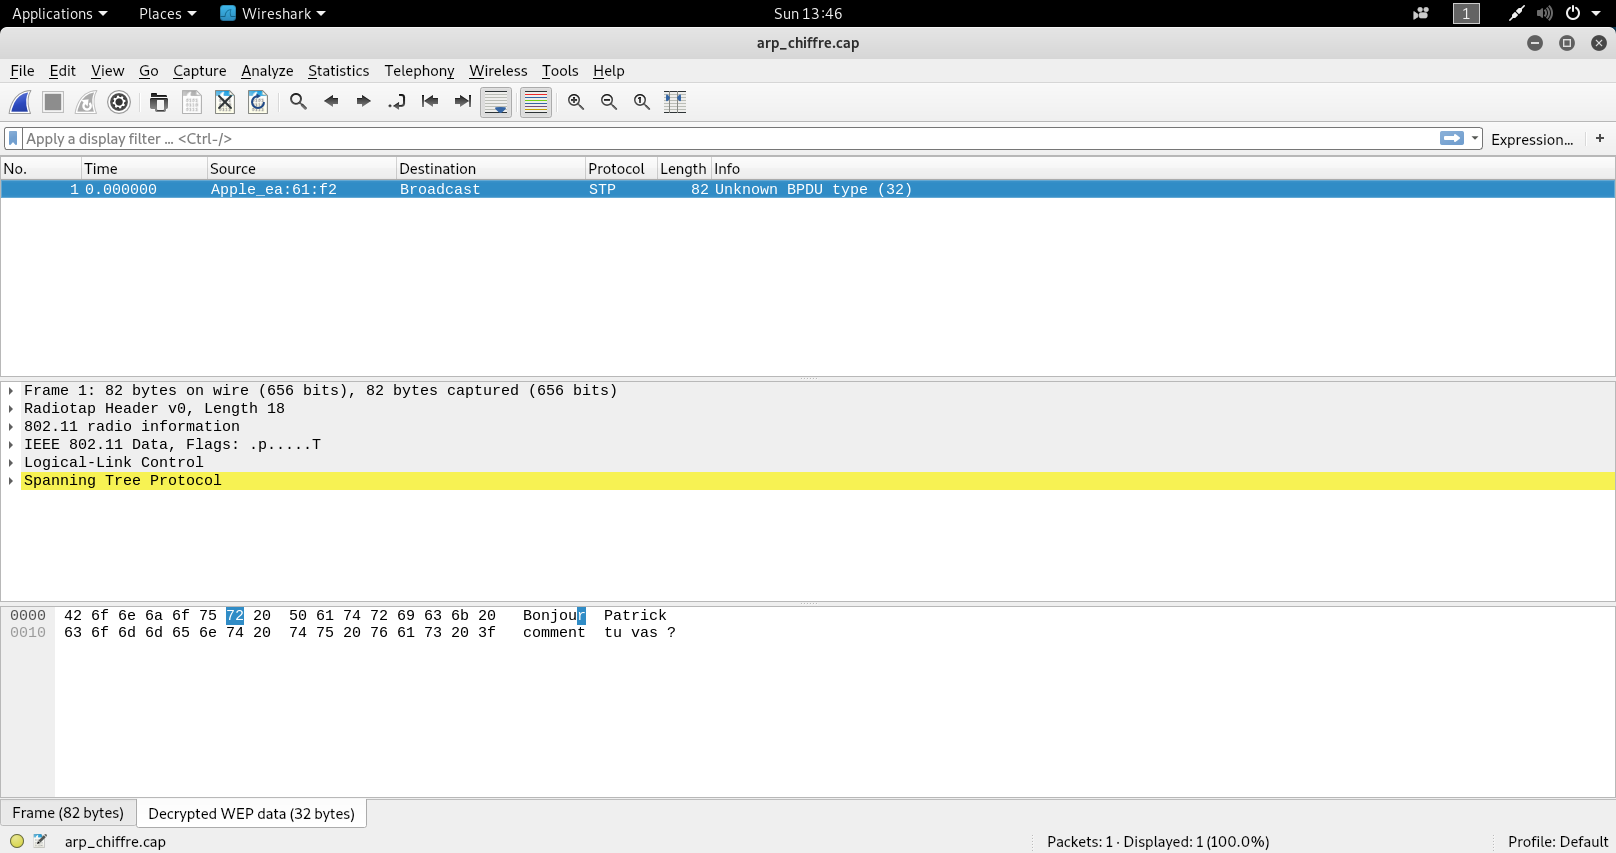 Applications Places Wireshark Sun 13:46 1
arp_chiffre.cap
File Edit View Go Capture Analyze Statistics Telephony Wireless Tools Help
Apply a display filter ... <Ctrl-/> Expression... +
No. Time Source Destination Protocol Length Info
1 0.000000 Apple_ea:61:f2 Broadcast STP 82 Unknown BPDU type (32)
Frame 1: 82 bytes on wire (656 bits), 82 bytes captured (656 bits)
Radiotap Header v0, Length 18
802.11 radio information
IEEE 802.11 Data, Flags: .p.....T
Logical-Link Control
Spanning Tree Protocol
0000 42 6f 6e 6a 6f 75 72 20 50 61 74 72 69 63 6b 20 Bonjour Patrick
0010 63 6f 6d 6d 65 6e 74 20 74 75 20 76 61 73 20 3f comment tu vas ?
Frame (82 bytes) Decrypted WEP data (32 bytes)
arp_chiffre.cap Packets: 1 · Displayed: 1 (100.0%) Profile: Default